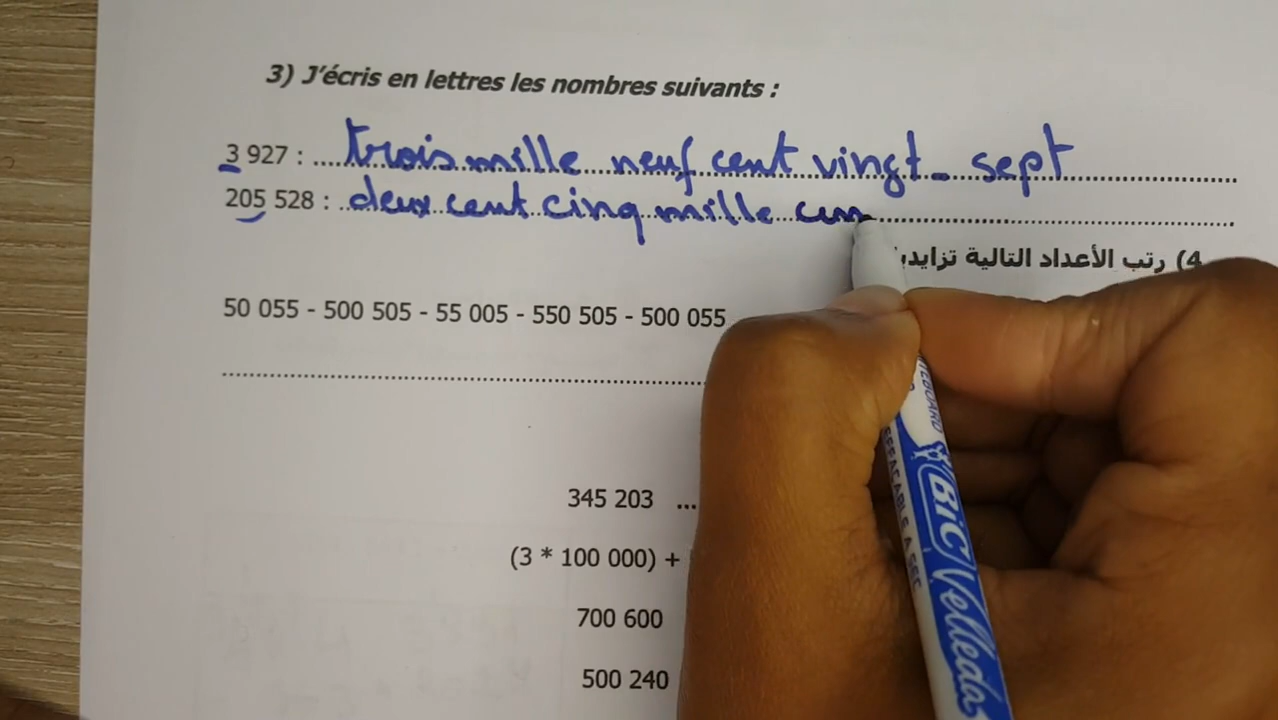 3) J'écris en lettres les nombres suivants :
3 927 : ....trois mille neuf cent vingt-sept
205 528 : ..deux cent cinq mille
4) رتب الأعداد التالية تزايديا
50 055 - 500 505 - 55 005 - 550 505 - 500 055
345 203 ...
(3 * 100 000) +
700 600
500 240
EFFAÇABLE A SEC
BIC Velleda